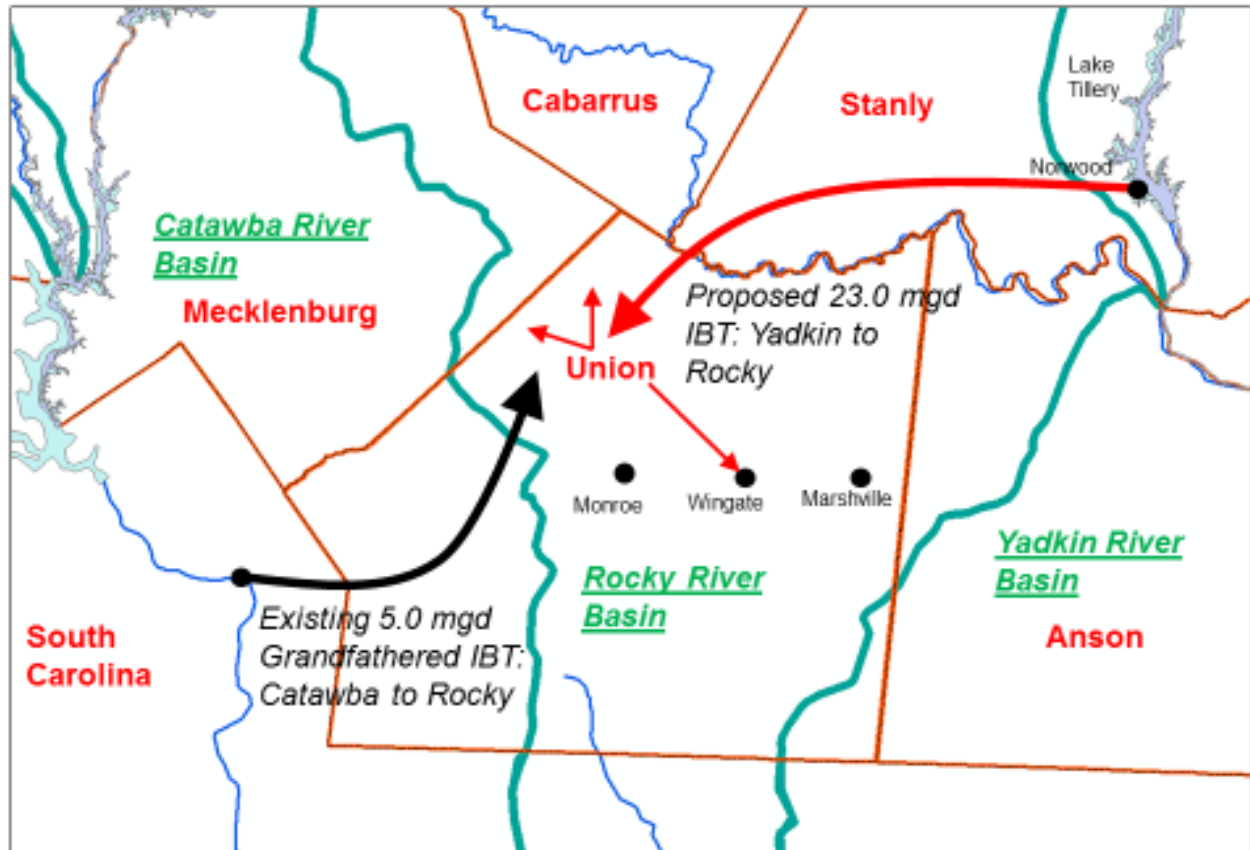 Lake
Tillery
Cabarrus
Stanly
Norwood
Catawba River
Basin
Mecklenburg
Proposed 23.0 mgd
IBT: Yadkin to
Rocky
Union
Monroe
Wingate
Marshville
Yadkin River
Basin
Rocky River
Basin
Anson
South
Carolina
Existing 5.0 mgd
Grandfathered IBT:
Catawba to Rocky